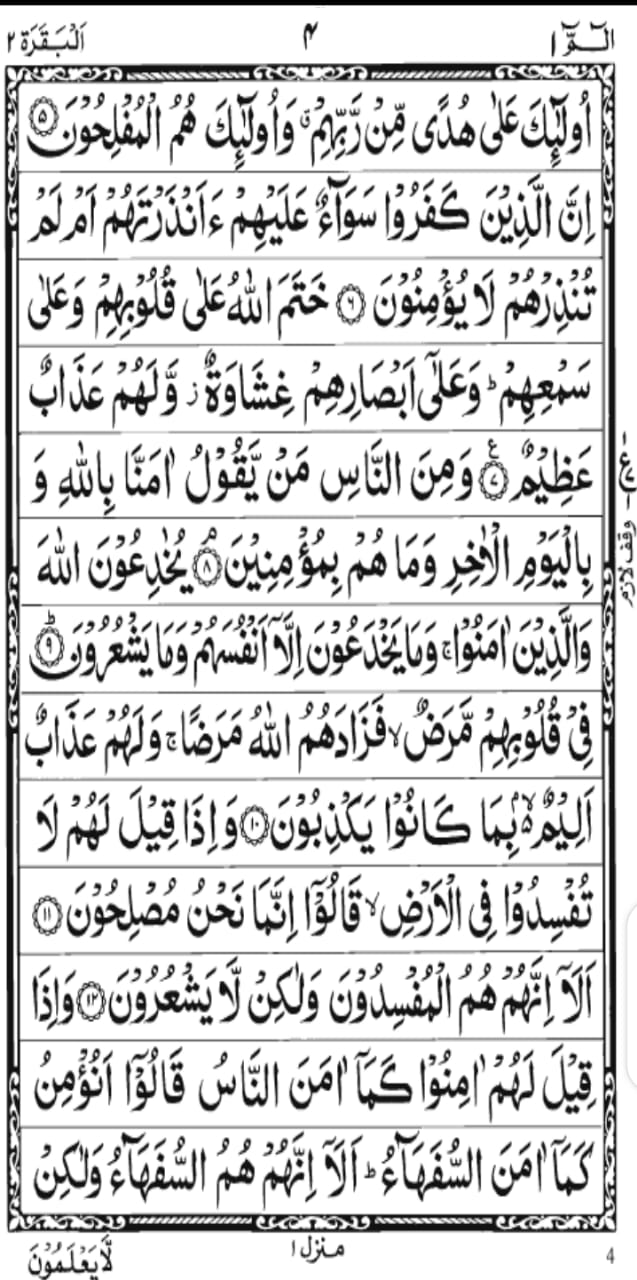 الٓمّٓ ۱ ۴ اَلْبَقَرَة ۲
اُولٰٓئِكَ عَلٰى هُدًى مِّنْ رَّبِّهِمْ ۗ وَاُولٰٓئِكَ هُمُ الْمُفْلِحُوْنَ ۵
اِنَّ الَّذِيْنَ كَفَرُوْا سَوَآءٌ عَلَيْهِمْ ءَاَنْذَرْتَهُمْ اَمْ لَمْ
تُنْذِرْهُمْ لَا يُؤْمِنُوْنَ ۶ خَتَمَ اللّٰهُ عَلٰى قُلُوْبِهِمْ وَعَلٰى
سَمْعِهِمْ ؕ وَعَلٰٓى اَبْصَارِهِمْ غِشَاوَةٌ ز وَّلَهُمْ عَذَابٌ
عَظِيْمٌ ۷ ع وَمِنَ النَّاسِ مَنْ يَّقُوْلُ اٰمَنَّا بِاللّٰهِ وَ
ع
بِالْيَوْمِ الْاٰخِرِ وَمَا هُمْ بِمُؤْمِنِيْنَ ۘ ۸ يُخٰدِعُوْنَ اللّٰهَ
وقف لازم
وَالَّذِيْنَ اٰمَنُوْا ۚ وَمَا يَخْدَعُوْنَ اِلَّآ اَنْفُسَهُمْ وَمَا يَشْعُرُوْنَ ؕ ۹
فِيْ قُلُوْبِهِمْ مَّرَضٌ ۙ فَزَادَهُمُ اللّٰهُ مَرَضًا ۚ وَلَهُمْ عَذَابٌ
اَلِيْمٌ ۢ ۙ بِمَا كَانُوْا يَكْذِبُوْنَ ۱۰ وَاِذَا قِيْلَ لَهُمْ لَا
تُفْسِدُوْا فِى الْاَرْضِ ۙ قَالُوْٓا اِنَّمَا نَحْنُ مُصْلِحُوْنَ ۱۱
اَلَآ اِنَّهُمْ هُمُ الْمُفْسِدُوْنَ وَلٰكِنْ لَّا يَشْعُرُوْنَ ۱۲ وَاِذَا
قِيْلَ لَهُمْ اٰمِنُوْا كَمَآ اٰمَنَ النَّاسُ قَالُوْٓا اَنُؤْمِنُ
كَمَآ اٰمَنَ السُّفَهَآءُ ؕ اَلَآ اِنَّهُمْ هُمُ السُّفَهَآءُ وَلٰكِنْ
لَّا يَعْلَمُوْنَ منزل ۱ 4